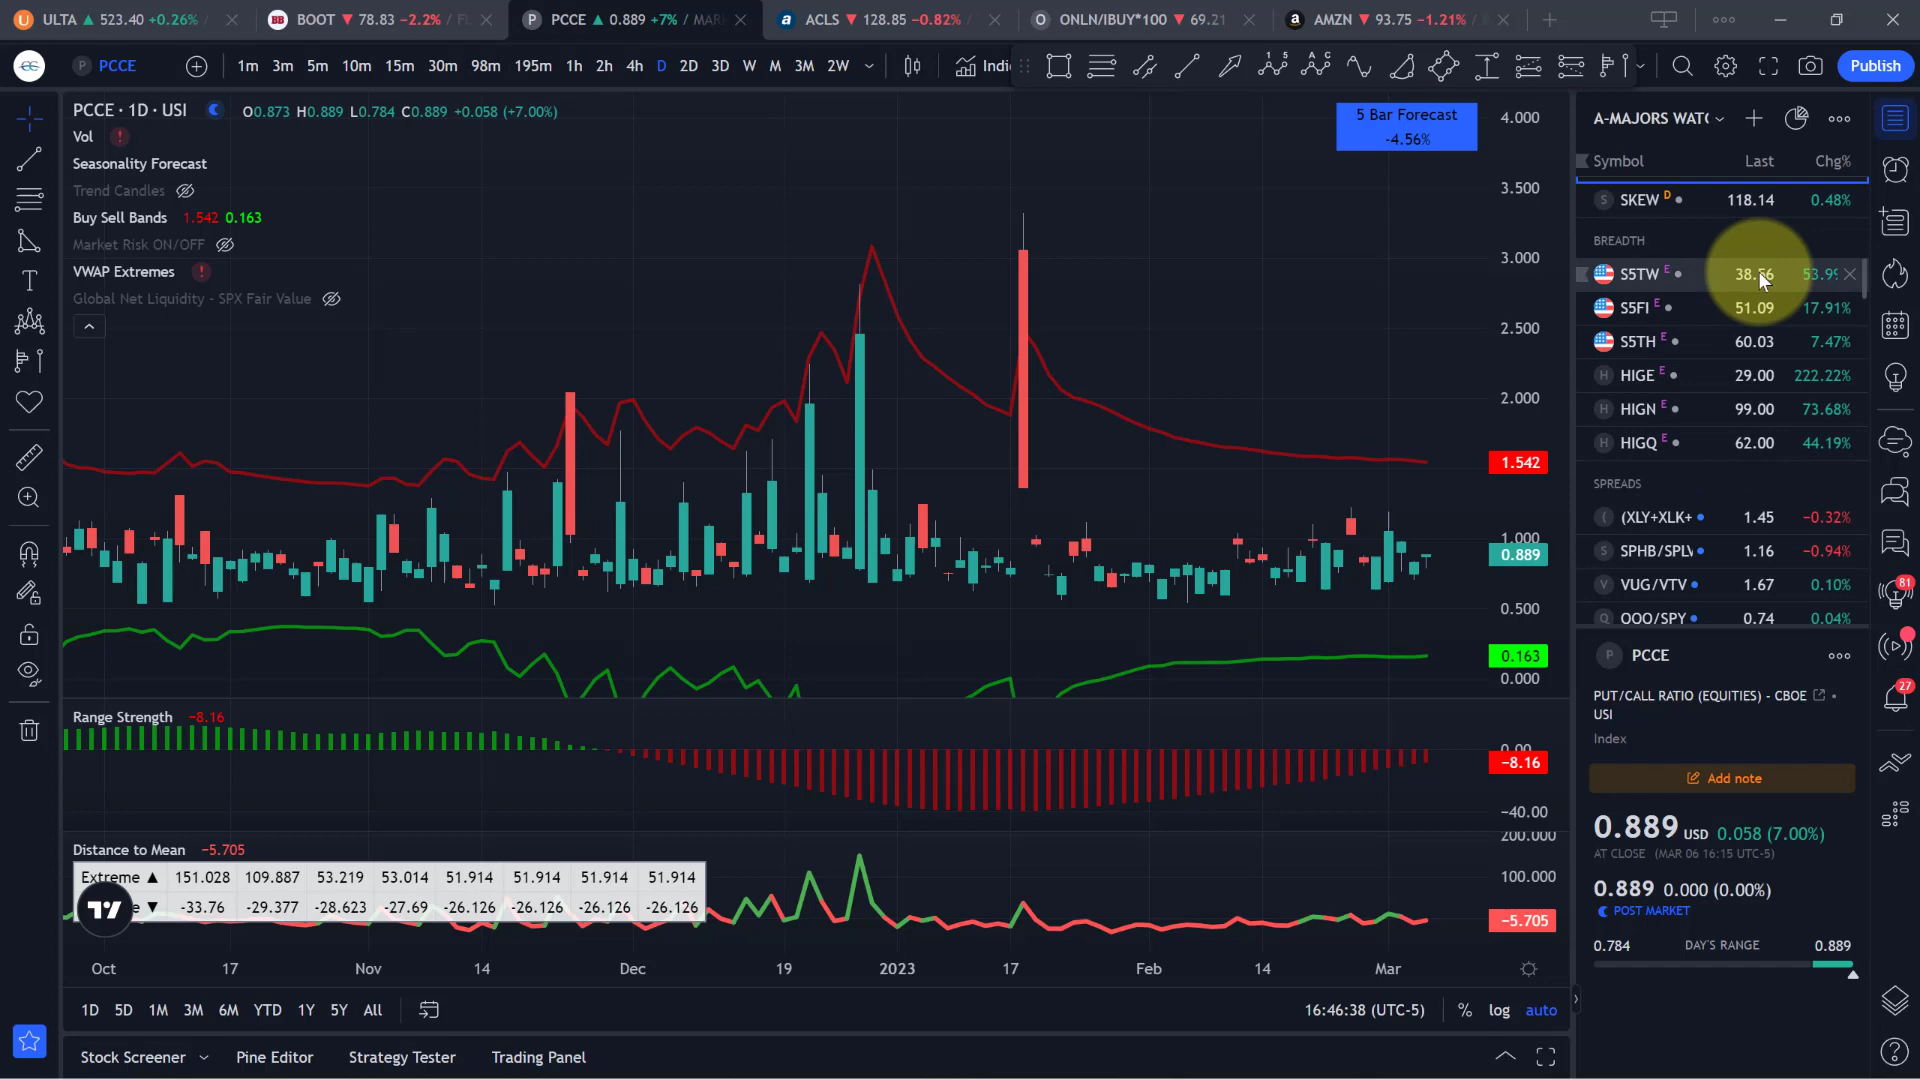 ULTA ▲ 523.40 +0.26%
BB BOOT ▼ 78.83 −2.2% / FL
P PCCE ▲ 0.889 +7% / MAR
ACLS ▼ 128.85 −0.82% /
O ONLN/IBUY*100 ▼ 69.21
AMZN ▼ 93.75 −1.21% /
P PCCE 1m 3m 5m 10m 15m 30m 98m 195m 1h 2h 4h D 2D 3D W M 3M 2W Indi Publish
PCCE · 1D · USI O0.873 H0.889 L0.784 C0.889 +0.058 (+7.00%)
Vol !
Seasonality Forecast
Trend Candles
Buy Sell Bands 1.542 0.163
Market Risk ON/OFF
VWAP Extremes !
Global Net Liquidity - SPX Fair Value
5 Bar Forecast
-4.56%
4.000
3.500
3.000
2.500
2.000
1.542
1.000
0.889
0.500
0.163
0.000
Range Strength −8.16
0.00
−8.16
−40.00
Distance to Mean −5.705
200.000
Extreme ▲ 151.028 109.887 53.219 53.014 51.914 51.914 51.914 51.914
e ▼ -33.76 -29.377 -28.623 -27.69 -26.126 -26.126 -26.126 -26.126
100.000
−5.705
Oct 17 Nov 14 Dec 19 2023 17 Feb 14 Mar
1D 5D 1M 3M 6M YTD 1Y 5Y All 16:46:38 (UTC-5) % log auto
Stock Screener Pine Editor Strategy Tester Trading Panel
A-MAJORS WATC
Symbol Last Chg%
S SKEW D 118.14 0.48%
BREADTH
S5TW E 38.56 53.99
S5FI E 51.09 17.91%
S5TH E 60.03 7.47%
H HIGE E 29.00 222.22%
H HIGN E 99.00 73.68%
H HIGQ E 62.00 44.19%
SPREADS
( (XLY+XLK+ 1.45 −0.32%
S SPHB/SPLV 1.16 −0.94%
V VUG/VTV 1.67 0.10%
Q QQQ/SPY 0.74 0.04%
P PCCE
PUT/CALL RATIO (EQUITIES) - CBOE
USI
Index
Add note
0.889 USD 0.058 (7.00%)
AT CLOSE (MAR 06 16:15 UTC-5)
0.889 0.000 (0.00%)
POST MARKET
0.784 DAY'S RANGE 0.889
81
27